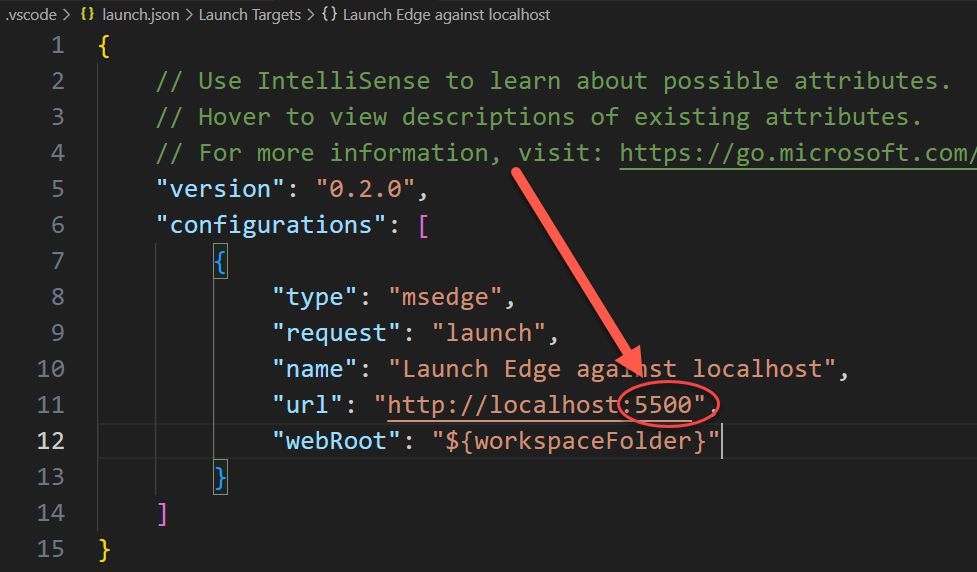 .vscode > {} launch.json > Launch Targets > {} Launch Edge against localhost
1 {
2 // Use IntelliSense to learn about possible attributes.
3 // Hover to view descriptions of existing attributes.
4 // For more information, visit: https://go.microsoft.com/
5 "version": "0.2.0",
6 "configurations": [
7 {
8 "type": "msedge",
9 "request": "launch",
10 "name": "Launch Edge against localhost",
11 "url": "http://localhost:5500",
12 "webRoot": "${workspaceFolder}"
13 }
14 ]
15 }